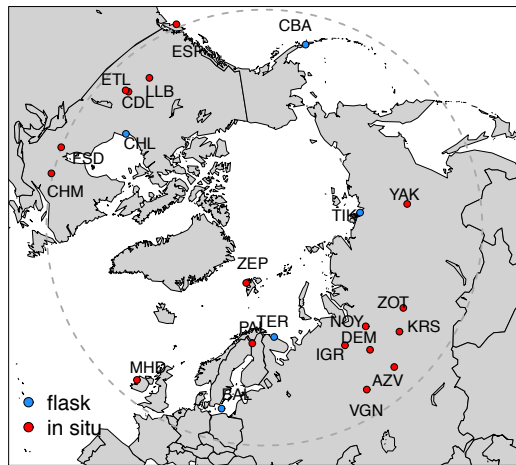 CBA
ESP
ETL
LLB
CDL
CHL
FSD
CHM
YAK
TIK
ZEP
ZOT
NOY
TER
PAL
KRS
DEM
IGR
MHD
AZV
BAL
VGN
flask
in situ